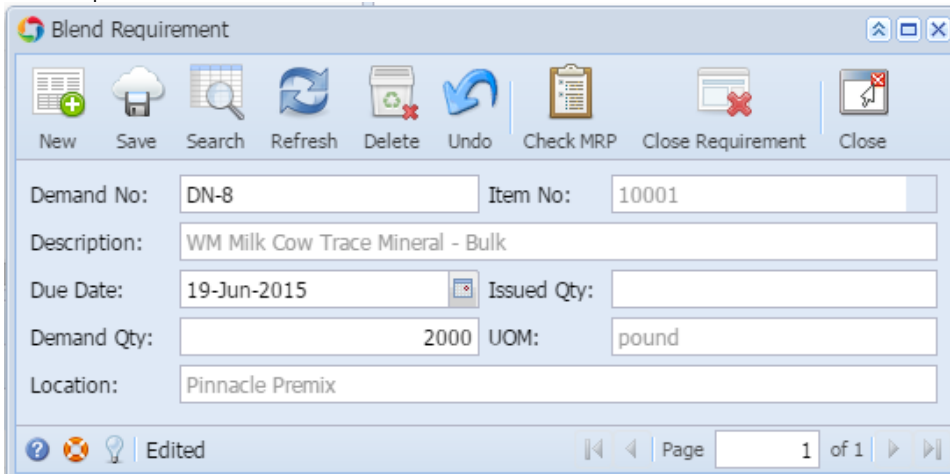 Blend Requirement
New Save Search Refresh Delete Undo Check MRP Close Requirement Close
Demand No: DN-8 Item No: 10001
Description: WM Milk Cow Trace Mineral - Bulk
Due Date: 19-Jun-2015 Issued Qty:
Demand Qty: 2000 UOM: pound
Location: Pinnacle Premix
Edited Page 1 of 1